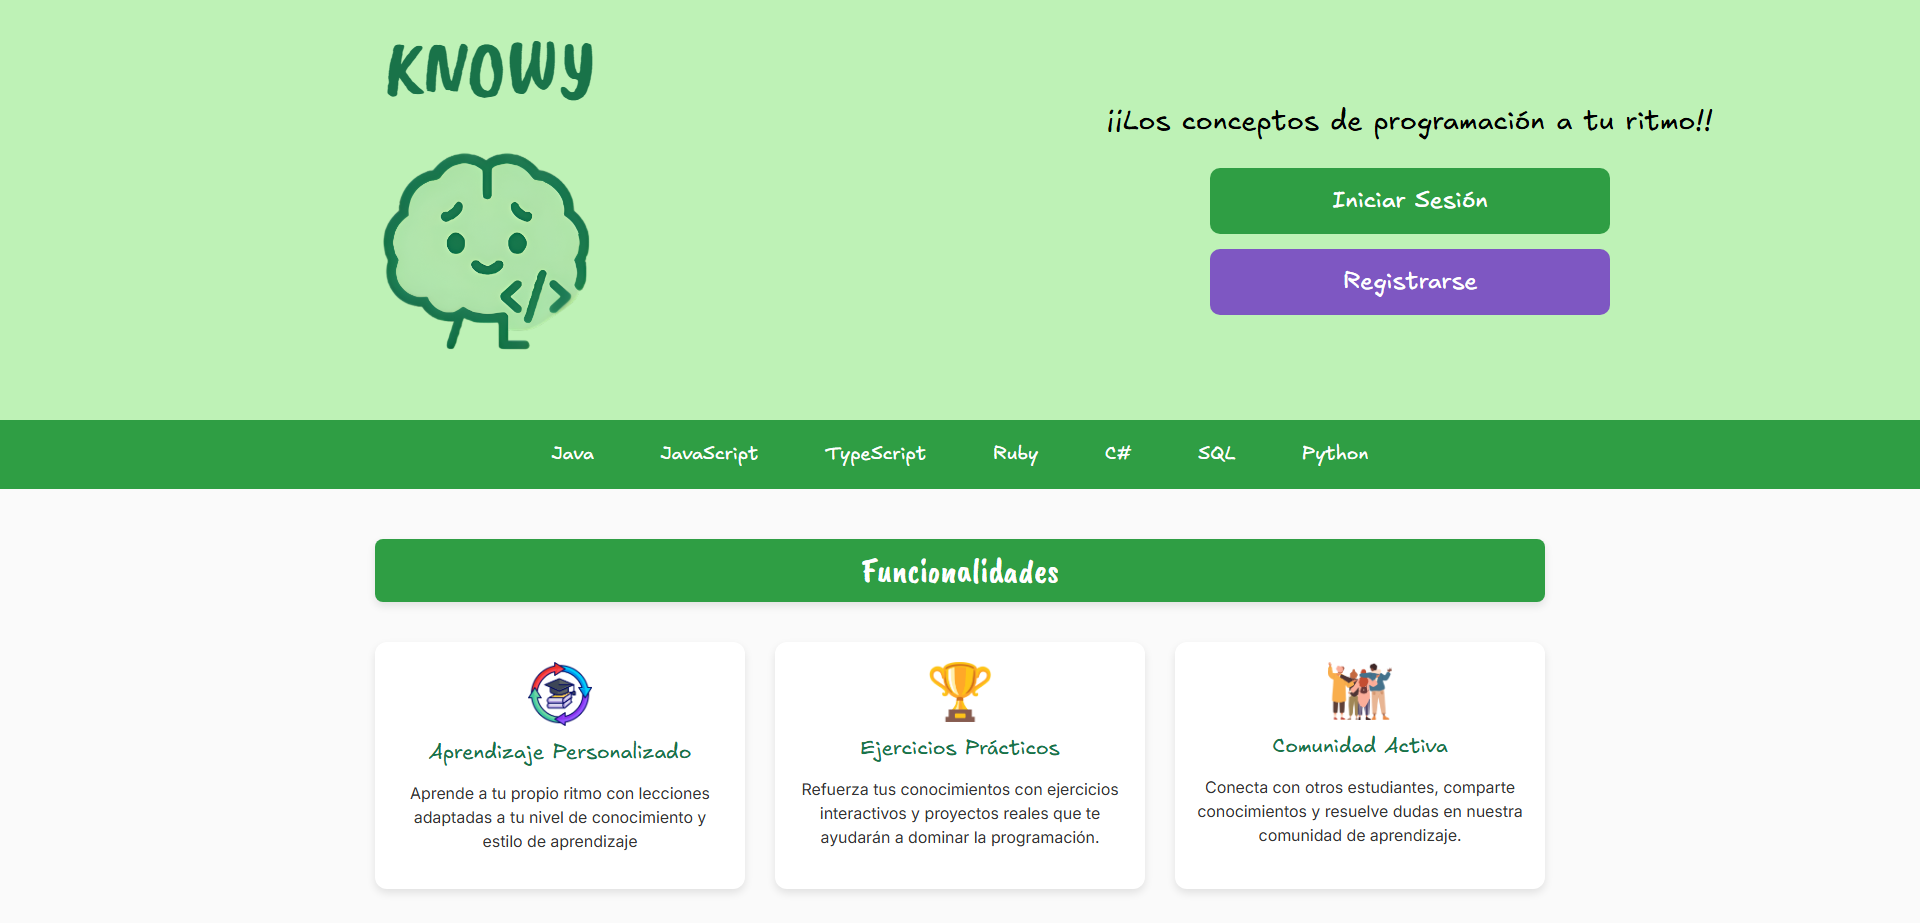 KNOWY
¡¡Los conceptos de programación a tu ritmo!!
Iniciar Sesión
Registrarse
</>
Java JavaScript TypeScript Ruby C# SQL Python
Funcionalidades
Aprendizaje Personalizado
Aprende a tu propio ritmo con lecciones
adaptadas a tu nivel de conocimiento y
estilo de aprendizaje
Ejercicios Prácticos
Refuerza tus conocimientos con ejercicios
interactivos y proyectos reales que te
ayudarán a dominar la programación.
Comunidad Activa
Conecta con otros estudiantes, comparte
conocimientos y resuelve dudas en nuestra
comunidad de aprendizaje.